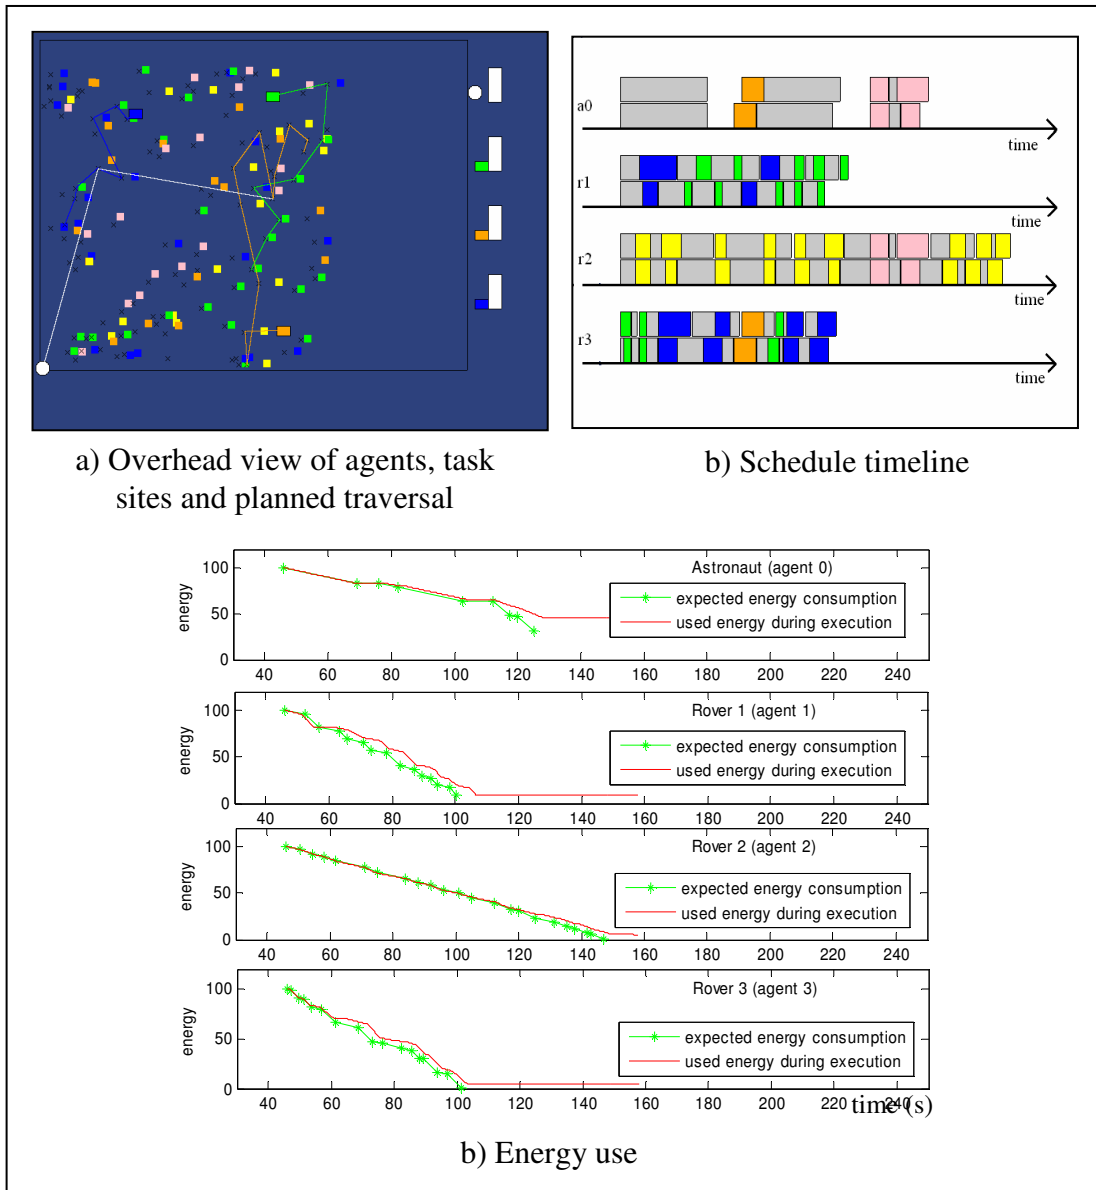 a0
time
r1
time
r2
time
r3
time
a) Overhead view of agents, task
sites and planned traversal
b) Schedule timeline
Astronaut (agent 0)
expected energy consumption
used energy during execution
energy
100
50
0
40 60 80 100 120 140 160 180 200 220 240
Rover 1 (agent 1)
expected energy consumption
used energy during execution
energy
100
50
0
40 60 80 100 120 140 160 180 200 220 240
Rover 2 (agent 2)
expected energy consumption
used energy during execution
energy
100
50
0
40 60 80 100 120 140 160 180 200 220 240
Rover 3 (agent 3)
expected energy consumption
used energy during execution
energy
100
50
0
40 60 80 100 120 140 160 180 200 220 240
time (s)
b) Energy use